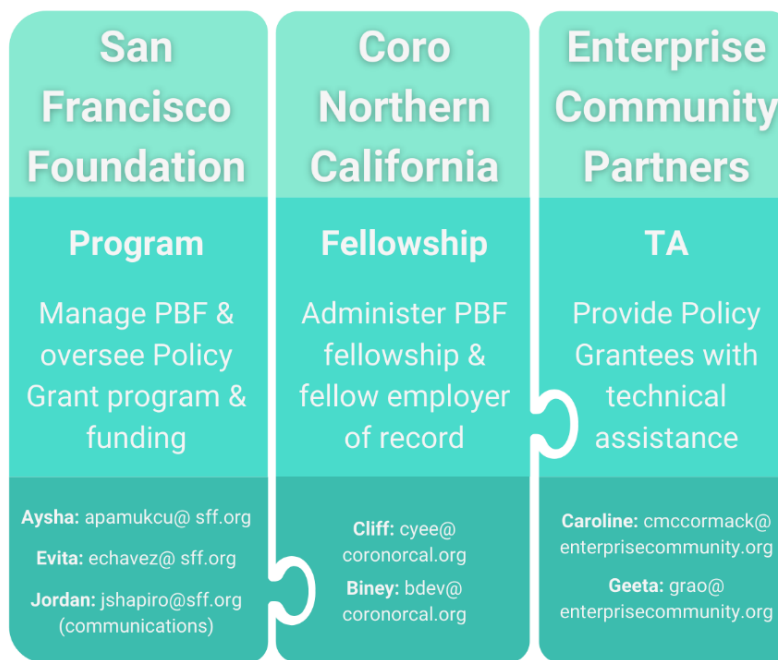 San
Francisco
Foundation
Program
Manage PBF &
oversee Policy
Grant program &
funding
Aysha: apamukcu@ sff.org
Evita: echavez@ sff.org
Jordan: jshapiro@sff.org
(communications)
Coro
Northern
California
Fellowship
Administer PBF
fellowship &
fellow employer
of record
Cliff: cyee@
coronorcal.org
Biney: bdev@
coronorcal.org
Enterprise
Community
Partners
TA
Provide Policy
Grantees with
technical
assistance
Caroline: cmccormack@
enterprisecommunity.org
Geeta: grao@
enterprisecommunity.org